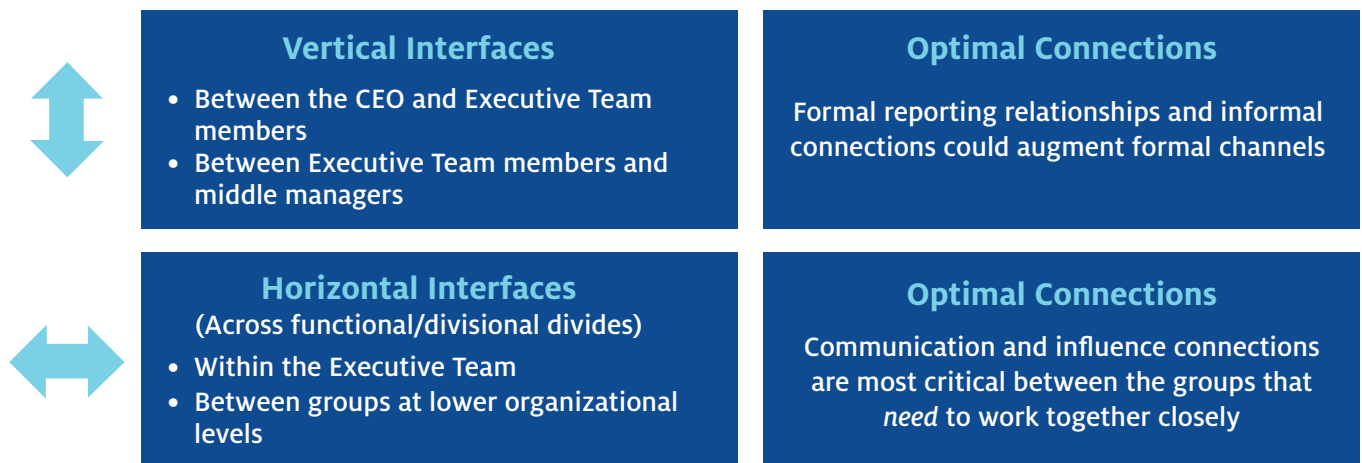 Vertical Interfaces
• Between the CEO and Executive Team
members
• Between Executive Team members and
middle managers
Optimal Connections
Formal reporting relationships and informal
connections could augment formal channels
Horizontal Interfaces
(Across functional/divisional divides)
• Within the Executive Team
• Between groups at lower organizational
levels
Optimal Connections
Communication and influence connections
are most critical between the groups that
need to work together closely